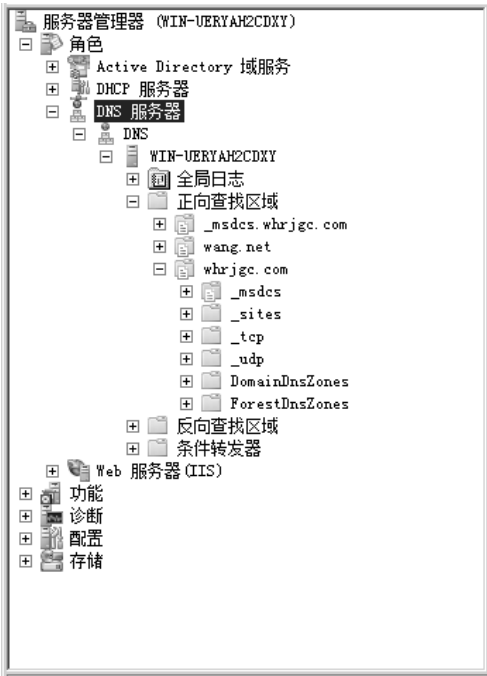 服务器管理器 (WIN-UERYAH2CDXY)
角色
Active Directory 域服务
DHCP 服务器
DNS 服务器
DNS
WIN-UERYAH2CDXY
全局日志
正向查找区域
_msdcs.whrjgc.com
wang.net
whrjgc.com
_msdcs
_sites
_tcp
_udp
DomainDnsZones
ForestDnsZones
反向查找区域
条件转发器
Web 服务器(IIS)
功能
诊断
配置
存储